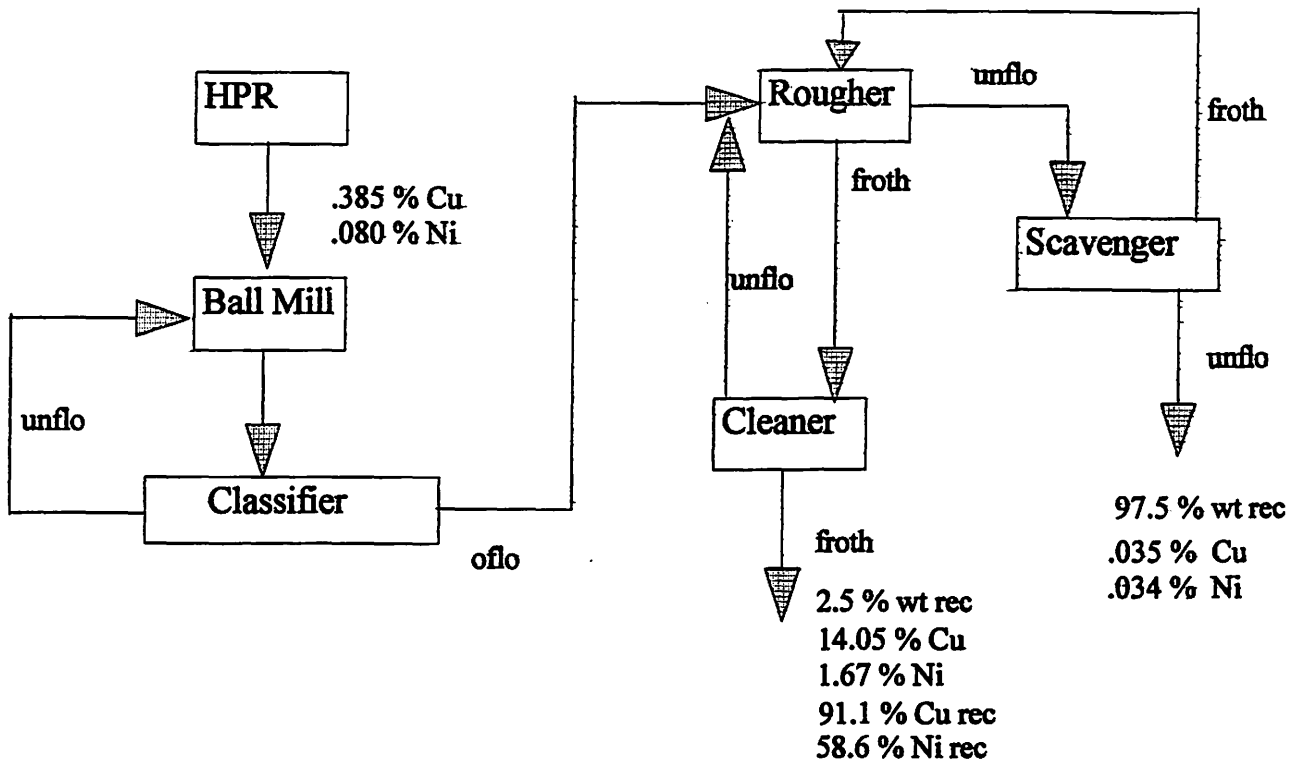 HPR
.385 % Cu
.080 % Ni
Ball Mill
unflo
Classifier
oflo
Rougher
unflo
froth
froth
Scavenger
unflo
unflo
Cleaner
froth
2.5 % wt rec
14.05 % Cu
1.67 % Ni
91.1 % Cu rec
58.6 % Ni rec
97.5 % wt rec
.035 % Cu
.034 % Ni